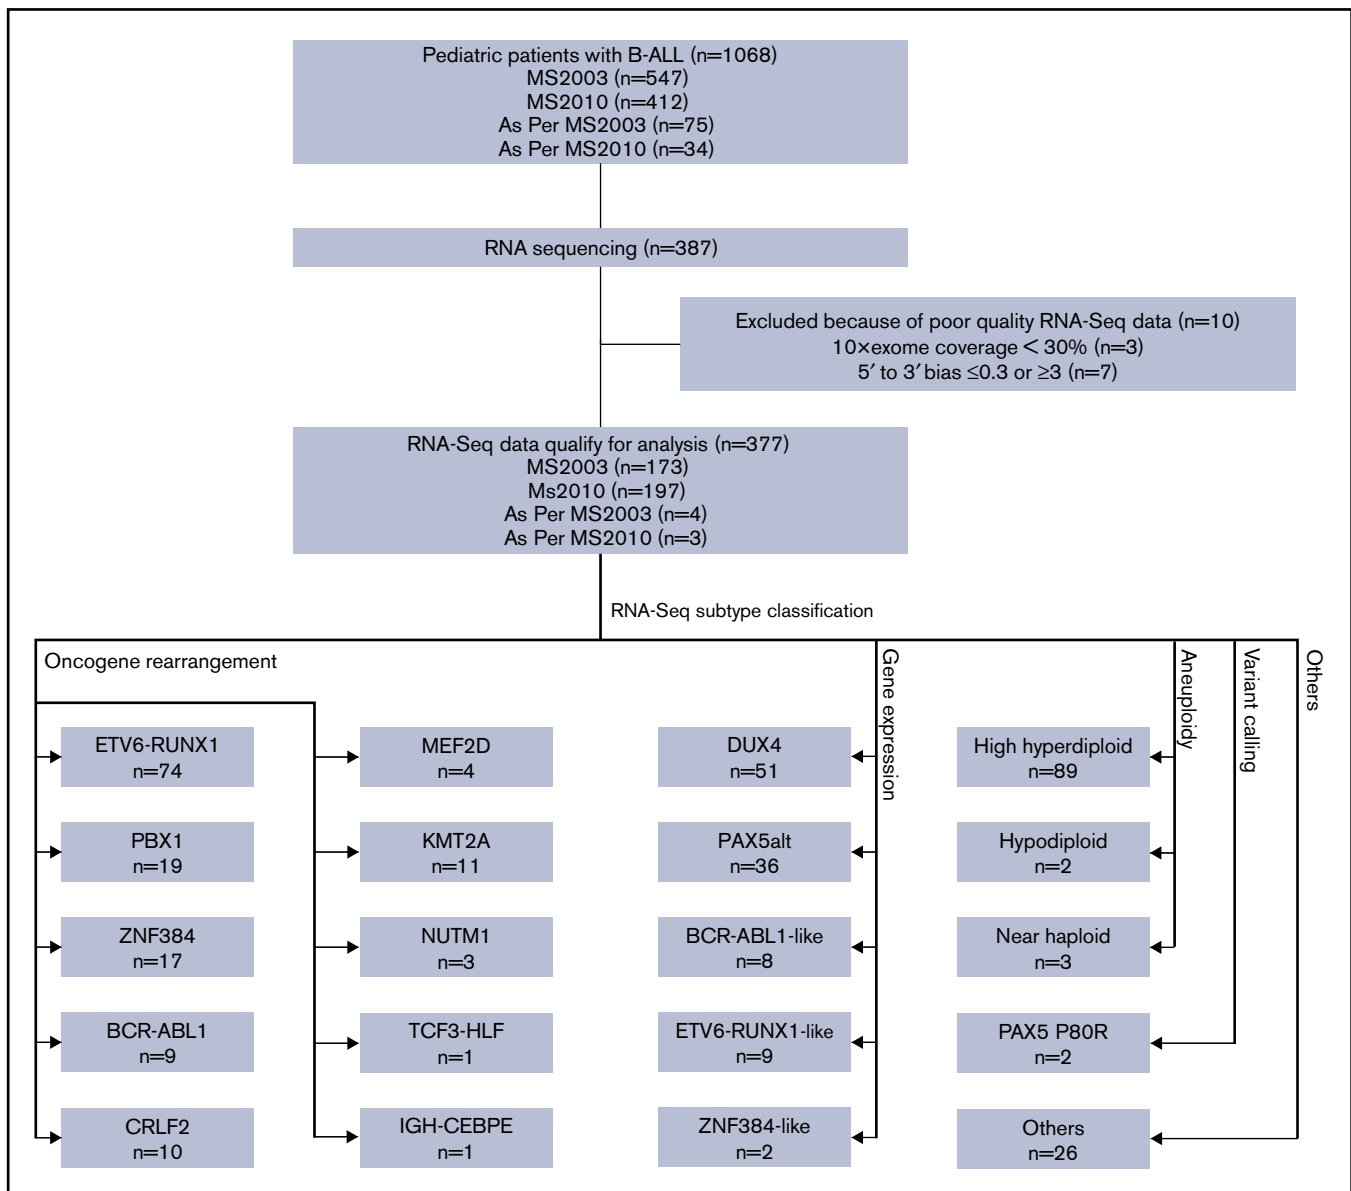 Pediatric patients with B-ALL (n=1068)
MS2003 (n=547)
MS2010 (n=412)
As Per MS2003 (n=75)
As Per MS2010 (n=34)
RNA sequencing (n=387)
Excluded because of poor quality RNA-Seq data (n=10)
10×exome coverage < 30% (n=3)
5′ to 3′ bias ≤0.3 or ≥3 (n=7)
RNA-Seq data qualify for analysis (n=377)
MS2003 (n=173)
Ms2010 (n=197)
As Per MS2003 (n=4)
As Per MS2010 (n=3)
RNA-Seq subtype classification
Oncogene rearrangement
ETV6-RUNX1
n=74
PBX1
n=19
ZNF384
n=17
BCR-ABL1
n=9
CRLF2
n=10
MEF2D
n=4
KMT2A
n=11
NUTM1
n=3
TCF3-HLF
n=1
IGH-CEBPE
n=1
Gene expression
DUX4
n=51
PAX5alt
n=36
BCR-ABL1-like
n=8
ETV6-RUNX1-like
n=9
ZNF384-like
n=2
Aneuploidy
High hyperdiploid
n=89
Hypodiploid
n=2
Near haploid
n=3
Variant calling
PAX5 P80R
n=2
Others
Others
n=26